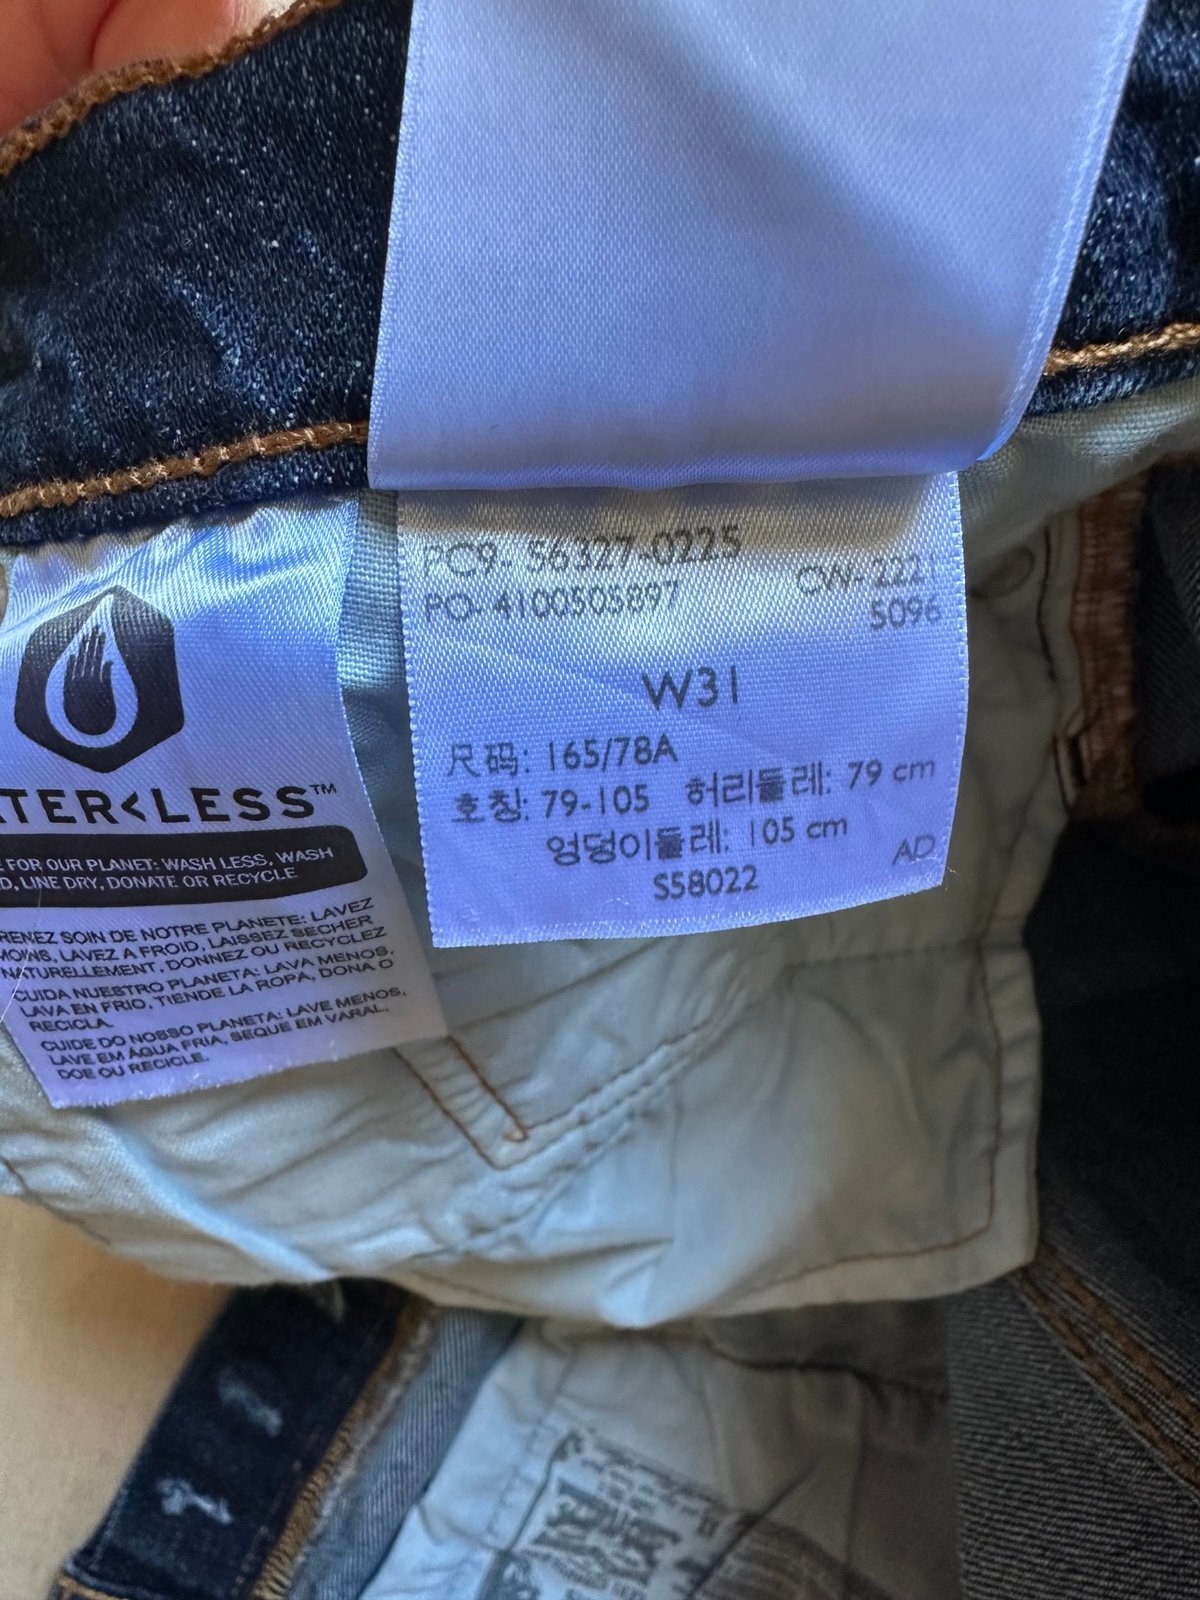 TER<LESS™
E FOR OUR PLANET: WASH LESS, WASH
D, LINE DRY, DONATE OR RECYCLE
RENEZ SOIN DE NOTRE PLANETE: LAVEZ
MOINS, LAVEZ A FROID, LAISSEZ SECHER
NATURELLEMENT, DONNEZ OU RECYCLEZ
CUIDA NUESTRO PLANETA: LAVA MENOS,
LAVA EN FRIO, TIENDE LA ROPA, DONA O
RECICLA.
CUIDE DO NOSSO PLANETA: LAVE MENOS,
LAVE EM ÁGUA FRIA, SEQUE EM VARAL,
DOE OU RECICLE.
PC9- 56327-0225
PO- 4100505897
CW- 2221
5096
W31
尺码: 165/78A
호칭: 79-105 허리둘레: 79 cm
엉덩이둘레: 105 cm
AD
S58022